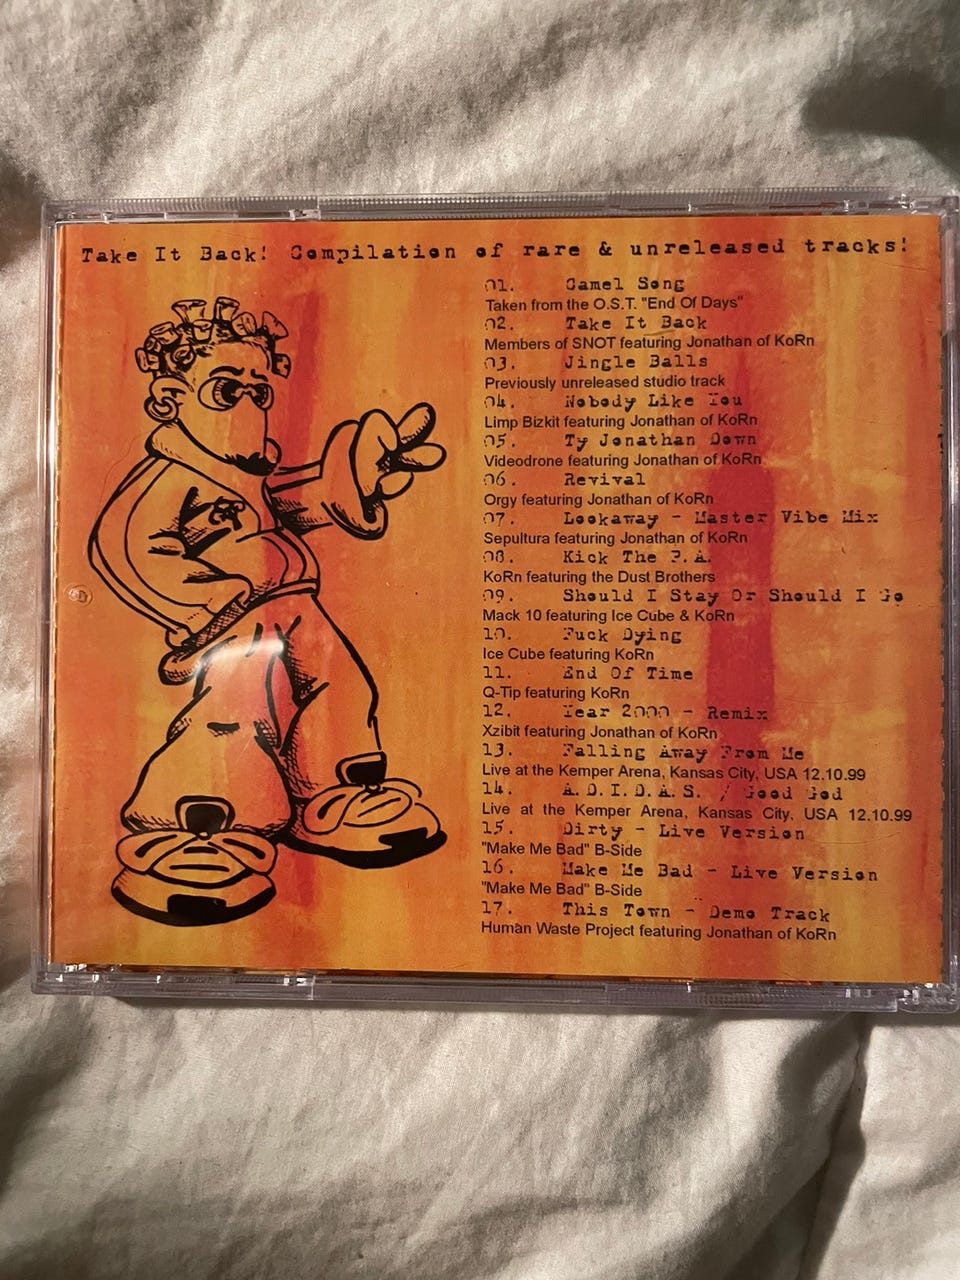 Take It Back! Compilation of rare & unreleased tracks!
01. Camel Song
Taken from the O.S.T. "End Of Days"
02. Take It Back
Members of SNOT featuring Jonathan of KoRn
03. Jingle Balls
Previously unreleased studio track
04. Nobody Like You
Limp Bizkit featuring Jonathan of KoRn
05. Ty Jonathan Down
Videodrone featuring Jonathan of KoRn
06. Revival
Orgy featuring Jonathan of KoRn
07. Lookaway - Master Vibe Mix
Sepultura featuring Jonathan of KoRn
08. Kick The P.A.
KoRn featuring the Dust Brothers
09. Should I Stay Or Should I Go
Mack 10 featuring Ice Cube & KoRn
10. Fuck Dying
Ice Cube featuring KoRn
11. End Of Time
Q-Tip featuring KoRn
12. Year 2000 - Remix
Xzibit featuring Jonathan of KoRn
13. Falling Away From Me
Live at the Kemper Arena, Kansas City, USA 12.10.99
14. A.D.I.D.A.S. / Good God
Live at the Kemper Arena, Kansas City, USA 12.10.99
15. Dirty - Live Version
"Make Me Bad" B-Side
16. Make Me Bad - Live Version
"Make Me Bad" B-Side
17. This Town - Demo Track
Human Waste Project featuring Jonathan of KoRn